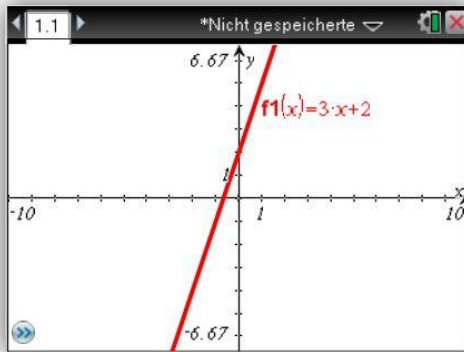 1.1
*Nicht gespeicherte
6.67
y
f1(x)=3·x+2
1
x
-10
1
10
-6.67